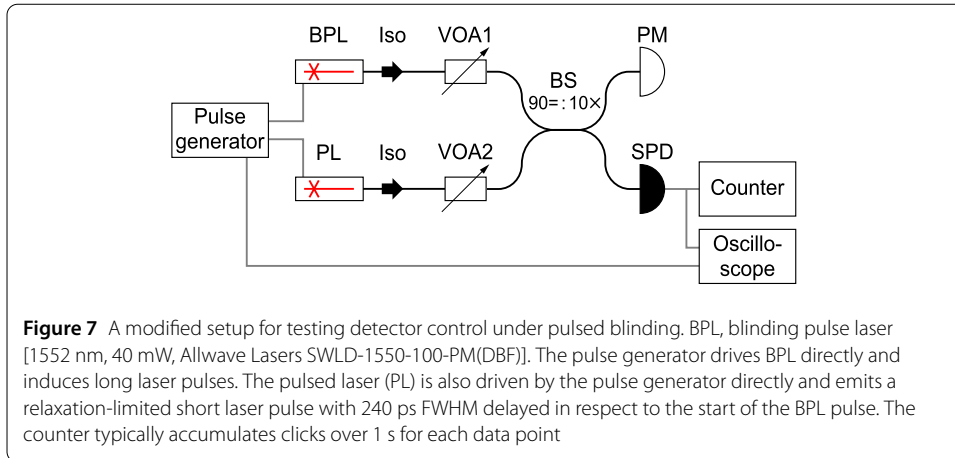 BPL Iso VOA1 PM
BS
90=:10×
Pulse
generator
PL Iso VOA2 SPD
Counter
Oscillo-
scope
Figure 7 A modified setup for testing detector control under pulsed blinding. BPL, blinding pulse laser
[1552 nm, 40 mW, Allwave Lasers SWLD-1550-100-PM(DBF)]. The pulse generator drives BPL directly and
induces long laser pulses. The pulsed laser (PL) is also driven by the pulse generator directly and emits a
relaxation-limited short laser pulse with 240 ps FWHM delayed in respect to the start of the BPL pulse. The
counter typically accumulates clicks over 1 s for each data point